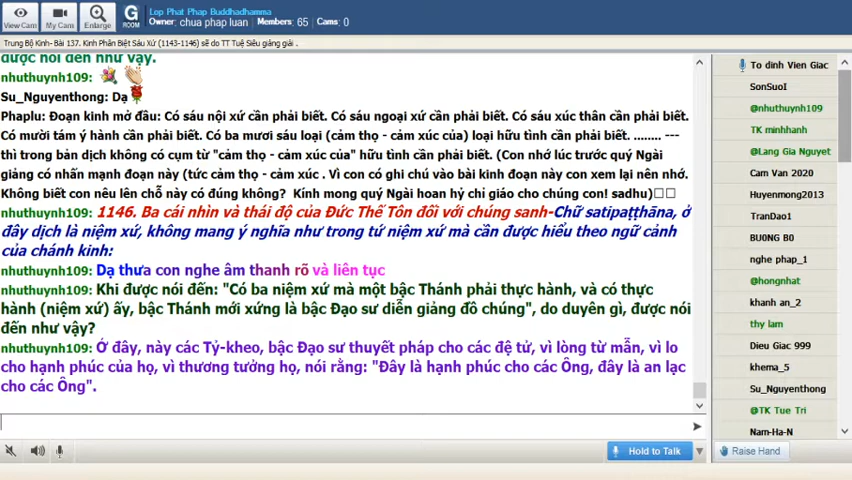 View Cam
My Cam
Enlarge
G
ROOM
Lop Phat Phap Buddhadhamma
Owner: chua phap luan Members: 65 Cams: 0
Trung Bộ Kinh- Bài 137. Kinh Phân Biệt Sáu Xứ (1143-1146) sẽ do TT Tuệ Siêu giảng giải .
được nói đến như vậy.
nhuthuynh109:
Su_Nguyenthong: Dạ
Phaplu: Đoạn kinh mở đầu: Có sáu nội xứ cần phải biết. Có sáu ngoại xứ cần phải biết. Có sáu xúc thân cần phải biết.
Có mười tám ý hành cần phải biết. Có ba mươi sáu loại (cảm thọ - cảm xúc của) loại hữu tình cần phải biết. ........ ---
thì trong bản dịch không có cụm từ "cảm thọ - cảm xúc của" hữu tình cần phải biết. (Con nhớ lúc trước quý Ngài
giảng có nhấn mạnh đoạn này (tức cảm thọ - cảm xúc . Vì con có ghi chú vào bài kinh đoạn này con xem lại nên nhớ.
Không biết con nêu lên chỗ này có đúng không? Kính mong quý Ngài hoan hỷ chỉ giáo cho chúng con! sadhu)□□
nhuthuynh109: 1146. Ba cái nhìn và thái độ của Đức Thế Tôn đối với chúng sanh-Chữ satipaṭṭhāna, ở
đây dịch là niệm xứ, không mang ý nghĩa như trong tứ niệm xứ mà cần được hiểu theo ngữ cảnh
của chánh kinh:
nhuthuynh109: Dạ thưa con nghe âm thanh rõ và liên tục
nhuthuynh109: Khi được nói đến: "Có ba niệm xứ mà một bậc Thánh phải thực hành, và có thực
hành (niệm xứ) ấy, bậc Thánh mới xứng là bậc Đạo sư diễn giảng đồ chúng", do duyên gì, được nói
đến như vậy?
nhuthuynh109: Ở đây, này các Tỷ-kheo, bậc Đạo sư thuyết pháp cho các đệ tử, vì lòng từ mẫn, vì lo
cho hạnh phúc của họ, vì thương tưởng họ, nói rằng: "Đây là hạnh phúc cho các Ông, đây là an lạc
cho các Ông".
Hold to Talk
To dinh Vien Giac
SonSuoI
@nhuthuynh109
TK minhhanh
@Lang Gia Nguyet
Cam Van 2020
Huyenmong2013
TranDao1
BU0NG B0
nghe phap_1
@hongnhat
khanh an_2
thy lam
Dieu Giac 999
khema_5
Su_Nguyenthong
@TK Tue Tri
Nam-Ha-N
Raise Hand